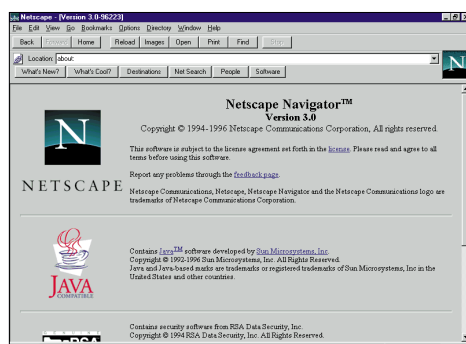 Netscape - [Version 3.0-96223]
File Edit View Go Bookmarks Options Directory Window Help
Back Forward Home Reload Images Open Print Find Stop
Location: about:
What's New? What's Cool? Destinations Net Search People Software
N
N
NETSCAPE
Netscape Navigator™
Version 3.0
Copyright © 1994-1996 Netscape Communications Corporation, All rights reserved.
This software is subject to the license agreement set forth in the license. Please read and agree to all
terms before using this software.
Report any problems through the feedback page.
Netscape Communications, Netscape, Netscape Navigator and the Netscape Communications logo are
trademarks of Netscape Communications Corporation.
JAVA
COMPATIBLE
Contains Java™ software developed by Sun Microsystems, Inc.
Copyright © 1992-1996 Sun Microsystems, Inc. All Rights Reserved.
Java and Java-based marks are trademarks or registered trademarks of Sun Microsystems, Inc in the
United States and other countries.
Contains security software from RSA Data Security, Inc.
Copyright © 1994 RSA Data Security, Inc. All Rights Reserved.